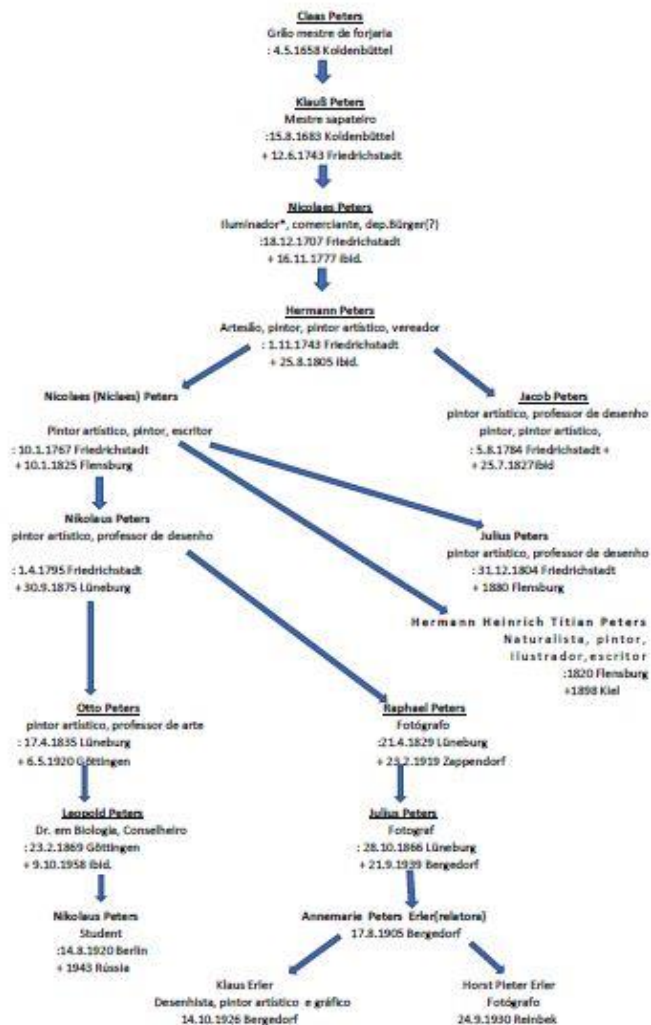 Claas Peters
Grão mestre de forjaria
: 4.5.1658 Koldenbüttel
Klauß Peters
Mestre sapateiro
:15.8.1683 Koldenbüttel
+ 12.6.1743 Friedrichstadt
Nicolaes Peters
Iluminador*, comerciante, dep.Bürger(?)
:18.12.1707 Friedrichstadt
+ 16.11.1777 ibid.
Hermann Peters
Artesão, pintor, pintor artístico, vereador
: 1.11.1743 Friedrichstadt
+ 25.8.1805 ibid.
Nicolaes (Niclaes) Peters
Pintor artístico, pintor, escritor
: 10.1.1767 Friedrichstadt
+ 10.1.1825 Flensburg
Jacob Peters
pintor artístico, professor de desenho
pintor, pintor artístico,
: 5.8.1784 Friedrichstadt +
+ 25.7.1827ibid
Nikolaus Peters
pintor artístico, professor de desenho
: 1.4.1795 Friedrichstadt
+ 30.9.1875 Lüneburg
Julius Peters
pintor artístico, professor de desenho
: 31.12.1804 Friedrichstadt
+ 1880 Flensburg
Hermann Heinrich Titian Peters
Naturalista, pintor,
ilustrador,escritor
:1820 Flensburg
+1898 Kiel
Otto Peters
pintor artístico, professor de arte
: 17.4.1835 Lüneburg
+ 6.5.1920 Göttingen
Raphael Peters
Fotógrafo
:21.4.1829 Lüneburg
+ 23.2.1919 Zappendorf
Leopold Peters
Dr. em Biologia, Conselheiro
: 23.2.1869 Göttingen
+ 9.10.1958 ibid.
Julius Peters
Fotograf
: 28.10.1866 Lüneburg
+ 21.9.1939 Bergedorf
Nikolaus Peters
Student
:14.8.1920 Berlin
+ 1943 Rússia
Annemarie Peters Erler(relatora)
17.8.1905 Bergedorf
Klaus Erler
Desenhista, pintor artístico e gráfico
14.10.1926 Bergedorf
Horst Pieter Erler
Fotógrafo
24.9.1930 Reinbek